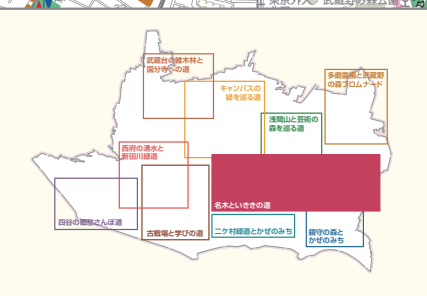 武蔵台の雑木林と
国分寺への道
キャンパスの
緑を巡る道
多磨霊園と武蔵野
の森プロムナード
浅間山と芸術の
森を巡る道
西府の湧水と
新田川緑道
名木といききの道
四谷の郷愁さんぽ道
古戦場と学びの道
二ケ村緑道とかぜのみち
鎮守の森と
かぜのみち